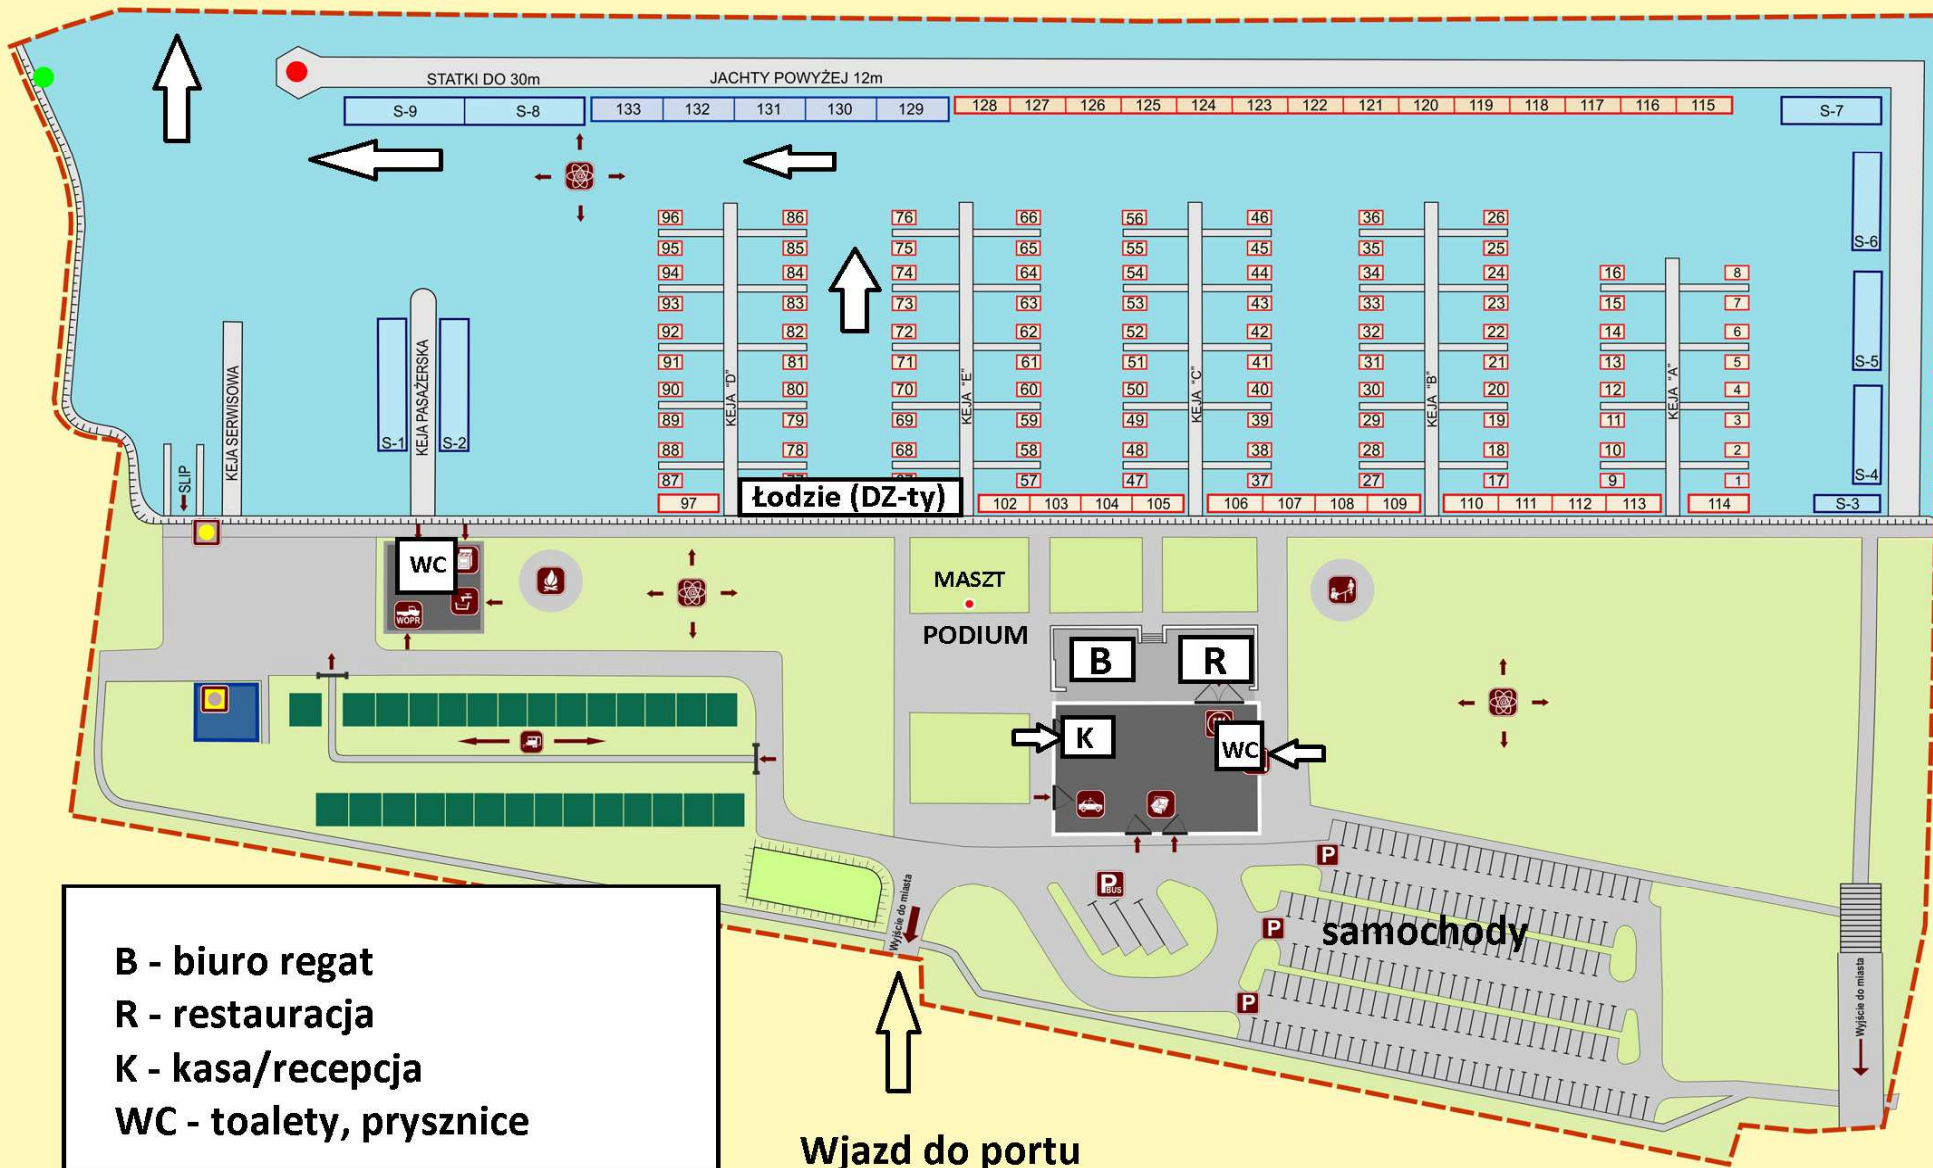 STATKI DO 30m
JACHTY POWYŻEJ 12m
S-9 S-8 133 132 131 130 129 128 127 126 125 124 123 122 121 120 119 118 117 116 115 S-7
S-6
S-5
S-4
S-3
96 86 76 66 56 46 36 26
95 85 75 65 55 45 35 25
94 84 74 64 54 44 34 24 16 8
93 83 73 63 53 43 33 23 15 7
92 82 72 62 52 42 32 22 14 6
91 81 71 61 51 41 31 21 13 5
90 80 70 60 50 40 30 20 12 4
89 79 69 59 49 39 29 19 11 3
88 78 68 58 48 38 28 18 10 2
87 57 47 37 27 17 9 1
97 Łodzie (DZ-ty) 102 103 104 105 106 107 108 109 110 111 112 113 114
SLIP
KEJA SERWISOWA
S-1
KEJA PASAŻERSKA
S-2
KEJA "D"
KEJA "E"
KEJA "C"
KEJA "B"
KEJA "A"
WC
WOPR
MASZT
PODIUM
B
R
K
WC
P
BUS
P
P
P
samochody
Wyjście do miasta
Wyjście do miasta
B - biuro regat
R - restauracja
K - kasa/recepcja
WC - toalety, prysznice
Wjazd do portu